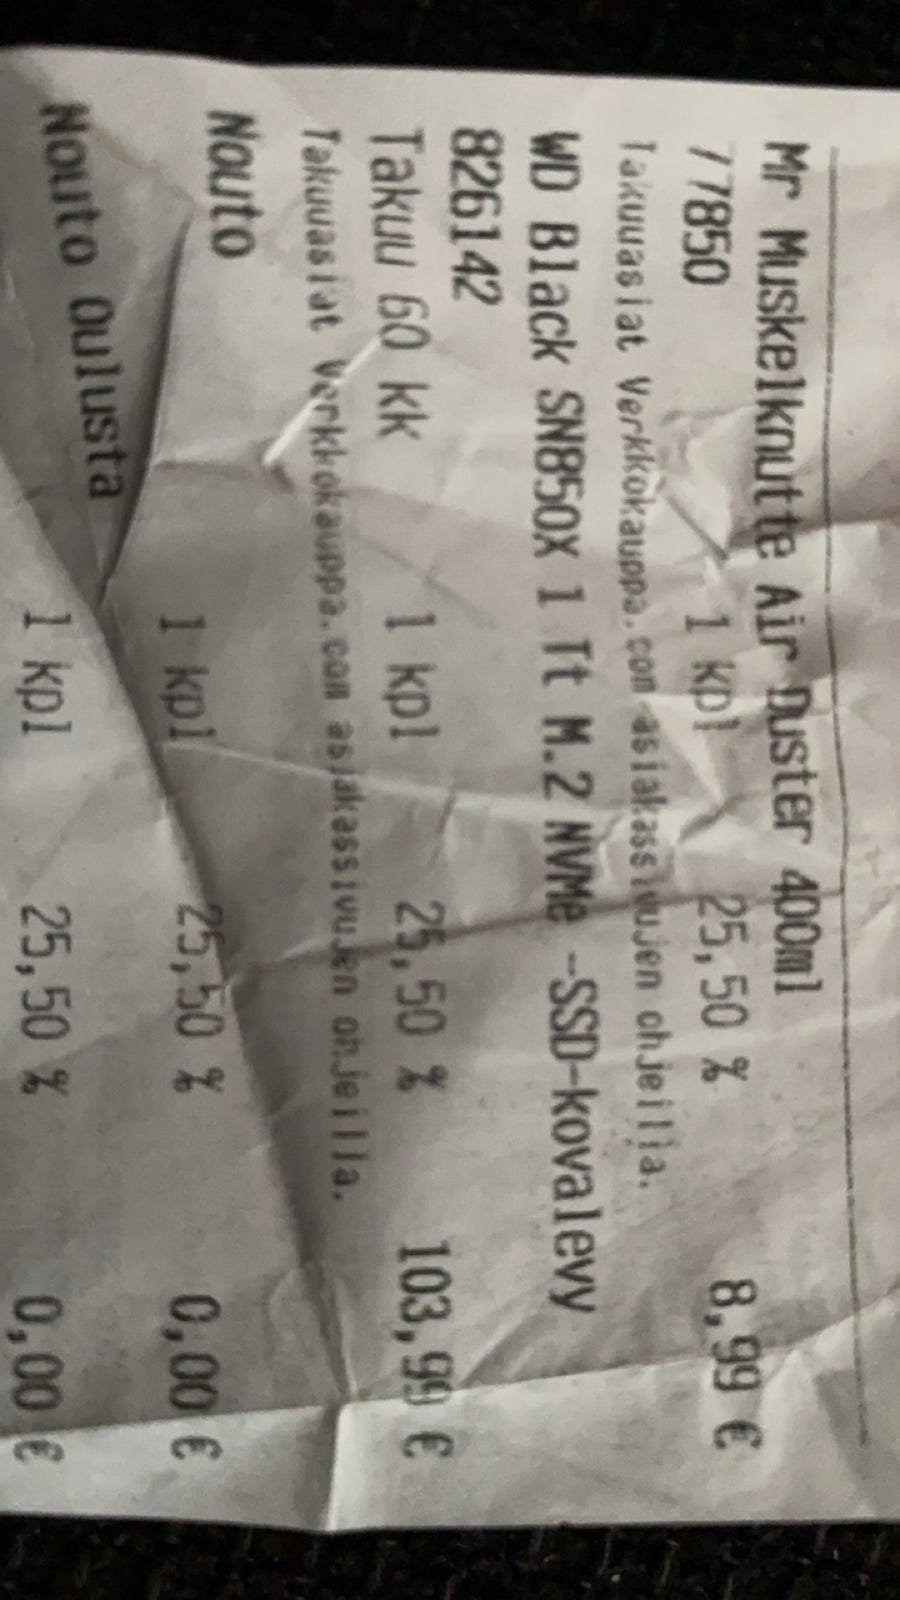 Mr Muskelknutte Air Duster 400ml
77850 1 kpl 25,50 % 8,99 €
Takuuasiat Verkkokauppa.com asiakassivujen ohjeilla.
WD Black SN850X 1 Tt M.2 NVMe -SSD-kovalevy
826142
Takuu 60 kk 1 kpl 25,50 % 103,99 €
Takuuasiat Verkkokauppa.com asiakassivujen ohjeilla.
Nouto 1 kpl 25,50 % 0,00 €
Nouto Oulusta 1 kpl 25,50 % 0,00 €